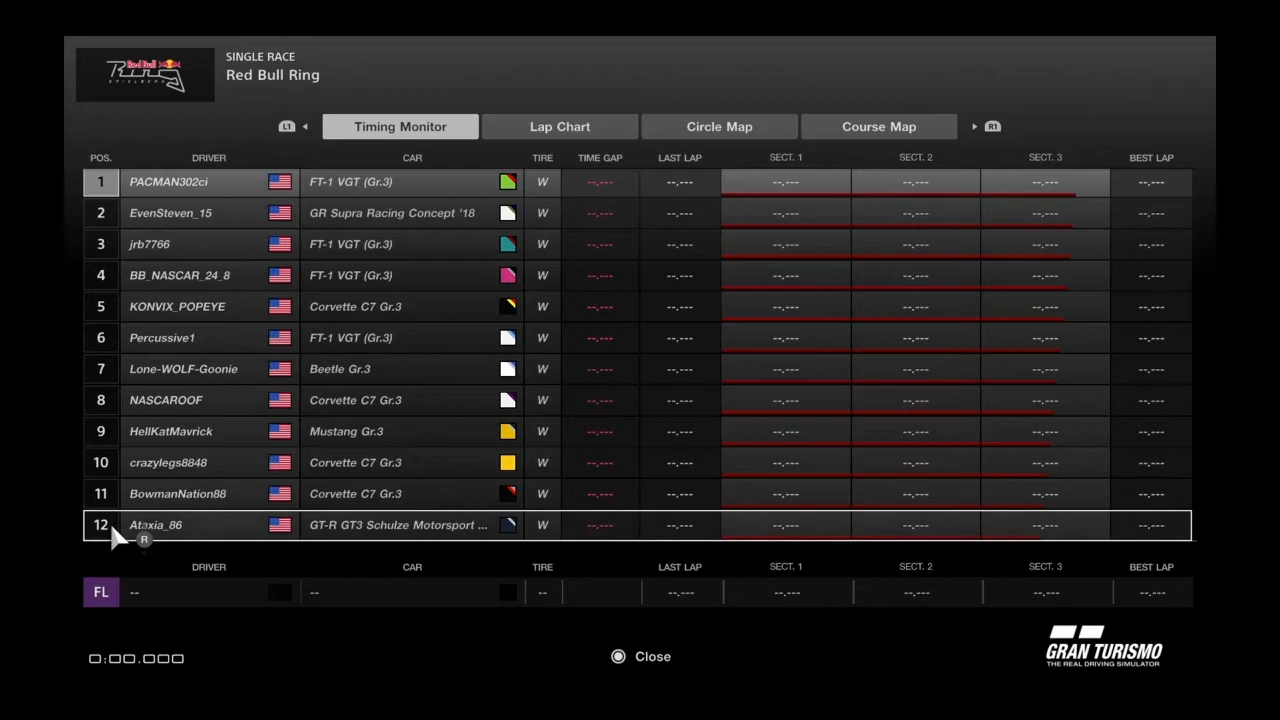 Red Bull
Ring
SPIELBERG
SINGLE RACE
Red Bull Ring
L1 Timing Monitor Lap Chart Circle Map Course Map R1
POS. DRIVER CAR TIRE TIME GAP LAST LAP SECT. 1 SECT. 2 SECT. 3 BEST LAP
1 PACMAN302ci FT-1 VGT (Gr.3) W --,--- --,--- --,--- --,--- --,--- --,---
2 EvenSteven_15 GR Supra Racing Concept '18 W --,--- --,--- --,--- --,--- --,--- --,---
3 jrb7766 FT-1 VGT (Gr.3) W --,--- --,--- --,--- --,--- --,--- --,---
4 BB_NASCAR_24_8 FT-1 VGT (Gr.3) W --,--- --,--- --,--- --,--- --,--- --,---
5 KONVIX_POPEYE Corvette C7 Gr.3 W --,--- --,--- --,--- --,--- --,--- --,---
6 Percussive1 FT-1 VGT (Gr.3) W --,--- --,--- --,--- --,--- --,--- --,---
7 Lone-WOLF-Goonie Beetle Gr.3 W --,--- --,--- --,--- --,--- --,--- --,---
8 NASCAROOF Corvette C7 Gr.3 W --,--- --,--- --,--- --,--- --,--- --,---
9 HellKatMavrick Mustang Gr.3 W --,--- --,--- --,--- --,--- --,--- --,---
10 crazylegs8848 Corvette C7 Gr.3 W --,--- --,--- --,--- --,--- --,--- --,---
11 BowmanNation88 Corvette C7 Gr.3 W --,--- --,--- --,--- --,--- --,--- --,---
12 Ataxia_86 GT-R GT3 Schulze Motorsport ... W --,--- --,--- --,--- --,--- --,--- --,---
R
DRIVER CAR TIRE LAST LAP SECT. 1 SECT. 2 SECT. 3 BEST LAP
FL -- -- -- --,--- --,--- --,--- --,--- --,---
0:00.000
Close
GRAN TURISMO
THE REAL DRIVING SIMULATOR